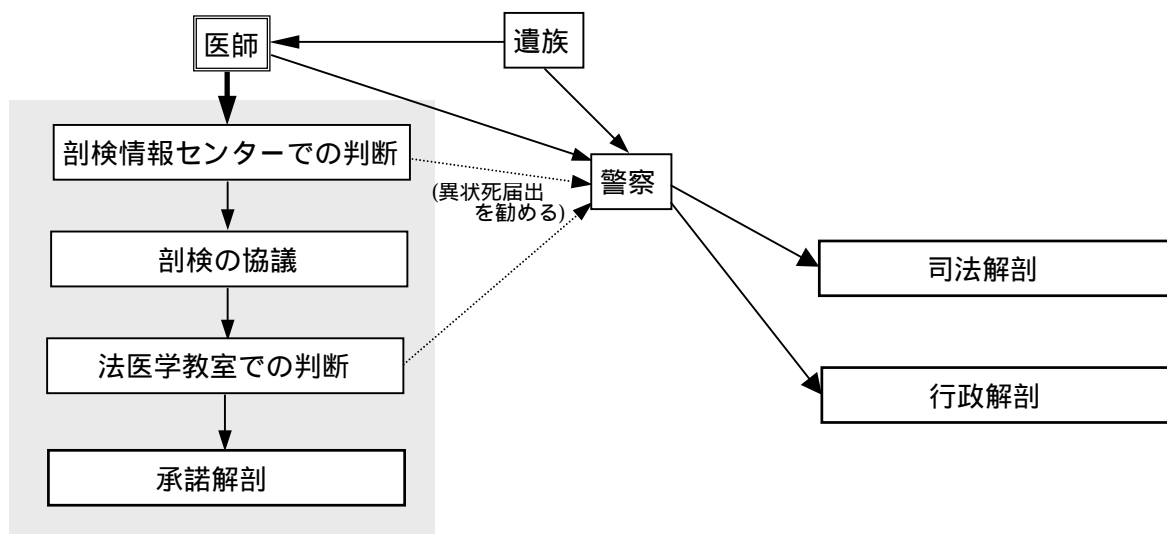 医師
遺族
剖検情報センターでの判断
(異状死届出
を勧める)
警察
剖検の協議
司法解剖
法医学教室での判断
行政解剖
承諾解剖